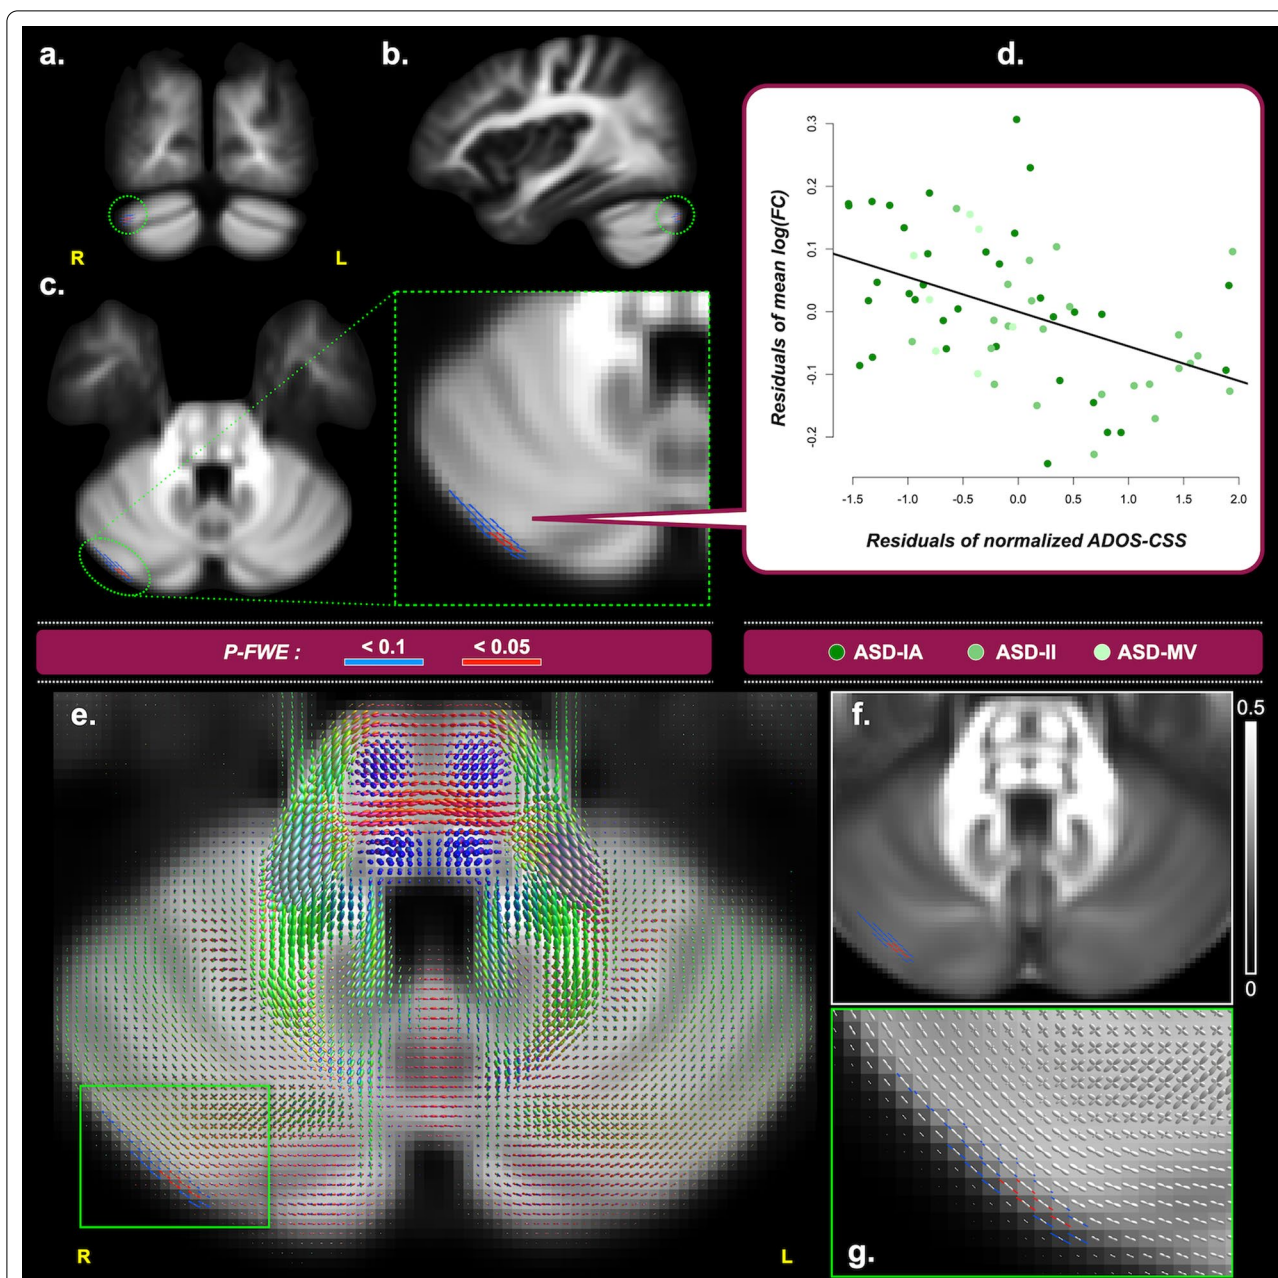 a.
b.
d.
R
L
c.
0.3
0.2
0.1
0.0
-0.1
-0.2
Residuals of mean log(FC)
-1.5 -1.0 -0.5 0.0 0.5 1.0 1.5 2.0
Residuals of normalized ADOS-CSS
P-FWE : < 0.1 < 0.05
ASD-IA ASD-II ASD-MV
e.
f.
0.5
0
R
L
g.